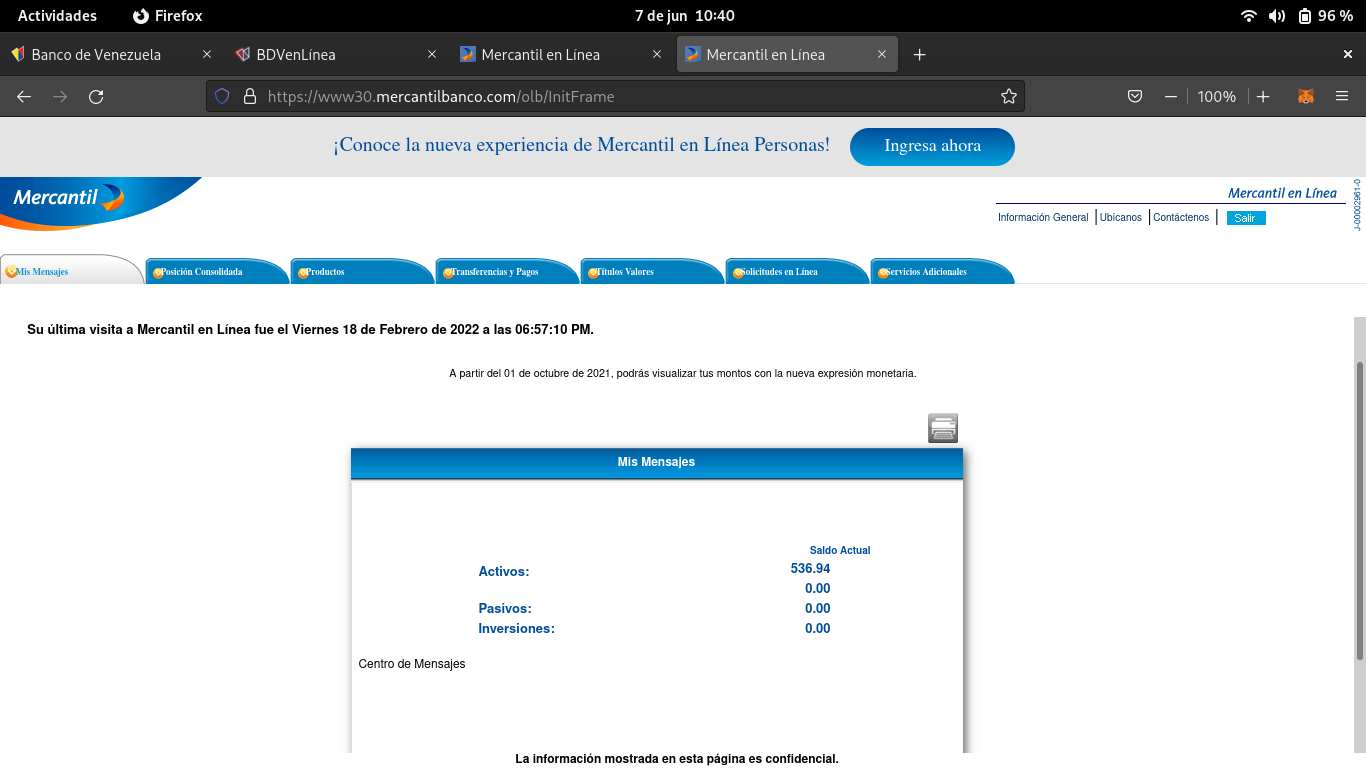 Actividades Firefox 7 de jun 10:40 96 %
Banco de Venezuela BDVenLínea Mercantil en Línea Mercantil en Línea
https://www30.mercantilbanco.com/olb/InitFrame 100%
¡Conoce la nueva experiencia de Mercantil en Línea Personas! Ingresa ahora
Mercantil
Mercantil en Línea
J-00002961-0
Información General Ubícanos Contáctenos Salir
Mis Mensajes Posición Consolidada Productos Transferencias y Pagos Títulos Valores Solicitudes en Línea Servicios Adicionales
Su última visita a Mercantil en Línea fue el Viernes 18 de Febrero de 2022 a las 06:57:10 PM.
A partir del 01 de octubre de 2021, podrás visualizar tus montos con la nueva expresión monetaria.
Mis Mensajes
Saldo Actual
Activos: 536.94
0.00
Pasivos: 0.00
Inversiones: 0.00
Centro de Mensajes
La información mostrada en esta página es confidencial.